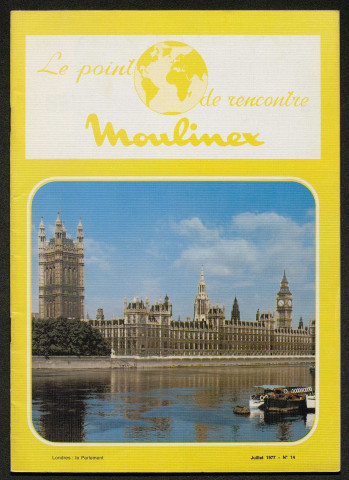 Le point
de rencontre
Moulinex
Londres : le Parlement
Juillet 1977 - N° 14